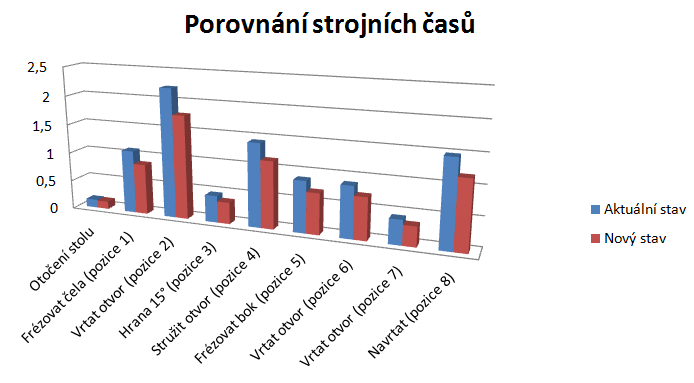 Porovnání strojních časů
2,5
2
1,5
1
0,5
0
Otočení stolu
Frézovat čela (pozice 1)
Vrtat otvor (pozice 2)
Hrana 15° (pozice 3)
Stružit otvor (pozice 4)
Frézovat bok (pozice 5)
Vrtat otvor (pozice 6)
Vrtat otvor (pozice 7)
Navrtat (pozice 8)
Aktuální stav
Nový stav